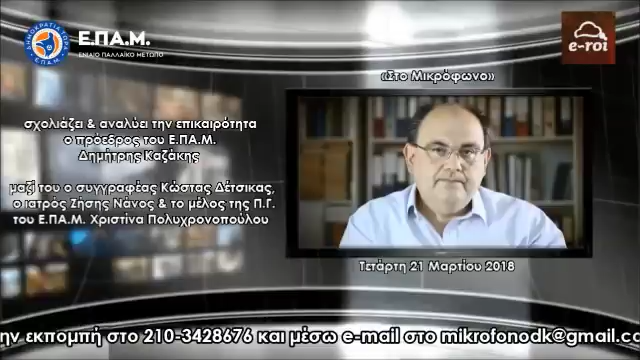 Ε.ΠΑ.Μ.
ΕΝΙΑΙΟ ΠΑΛΛΑΪΚΟ ΜΕΤΩΠΟ
ΔΗΜΟΚΡΑΤΙΑ ΤΩΡΑ
Ε.Π.Α.Μ.
e-roi
«Στο Μικρόφωνο»
σχολιάζει & αναλύει την επικαιρότητα
ο πρόεδρος του Ε.ΠΑ.Μ.
Δημήτρης Καζάκης
μαζί του ο συγγραφέας Κώστας Δέτσικας,
ο ιατρός Ζήσης Νάνος & το μέλος της Π.Γ.
του Ε.ΠΑ.Μ. Χριστίνα Πολυχρονοπούλου
Τετάρτη 21 Μαρτίου 2018
ην εκπομπή στο 210-3428676 και μέσω e-mail στο mikrofonodk@gmail.co